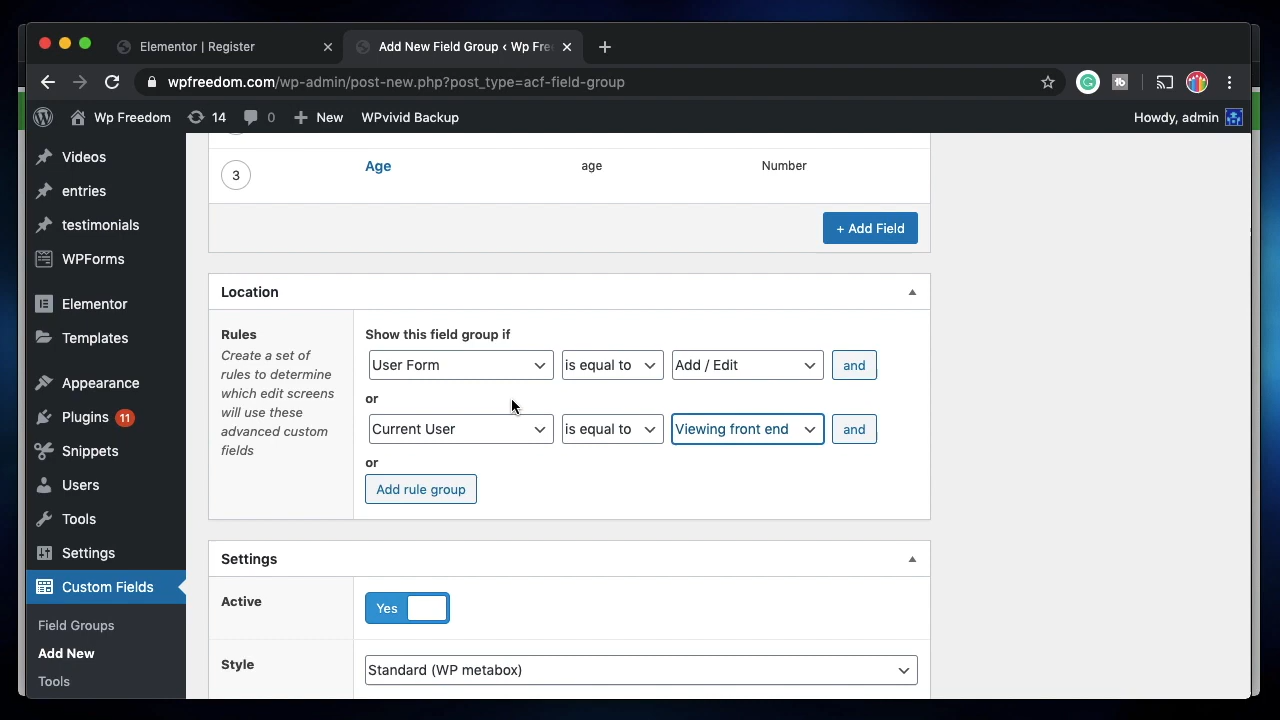 Elementor | Register
Add New Field Group ‹ Wp Fre
wpfreedom.com/wp-admin/post-new.php?post_type=acf-field-group
Wp Freedom
14
0
New
WPvivid Backup
Howdy, admin
Videos
entries
testimonials
WPForms
Elementor
Templates
Appearance
Plugins 11
Snippets
Users
Tools
Settings
Custom Fields
Field Groups
Add New
Tools
3
Age
age
Number
+ Add Field
Location
Rules
Create a set of
rules to determine
which edit screens
will use these
advanced custom
fields
Show this field group if
User Form is equal to Add / Edit and
or
Current User is equal to Viewing front end and
or
Add rule group
Settings
Active
Yes
Style
Standard (WP metabox)